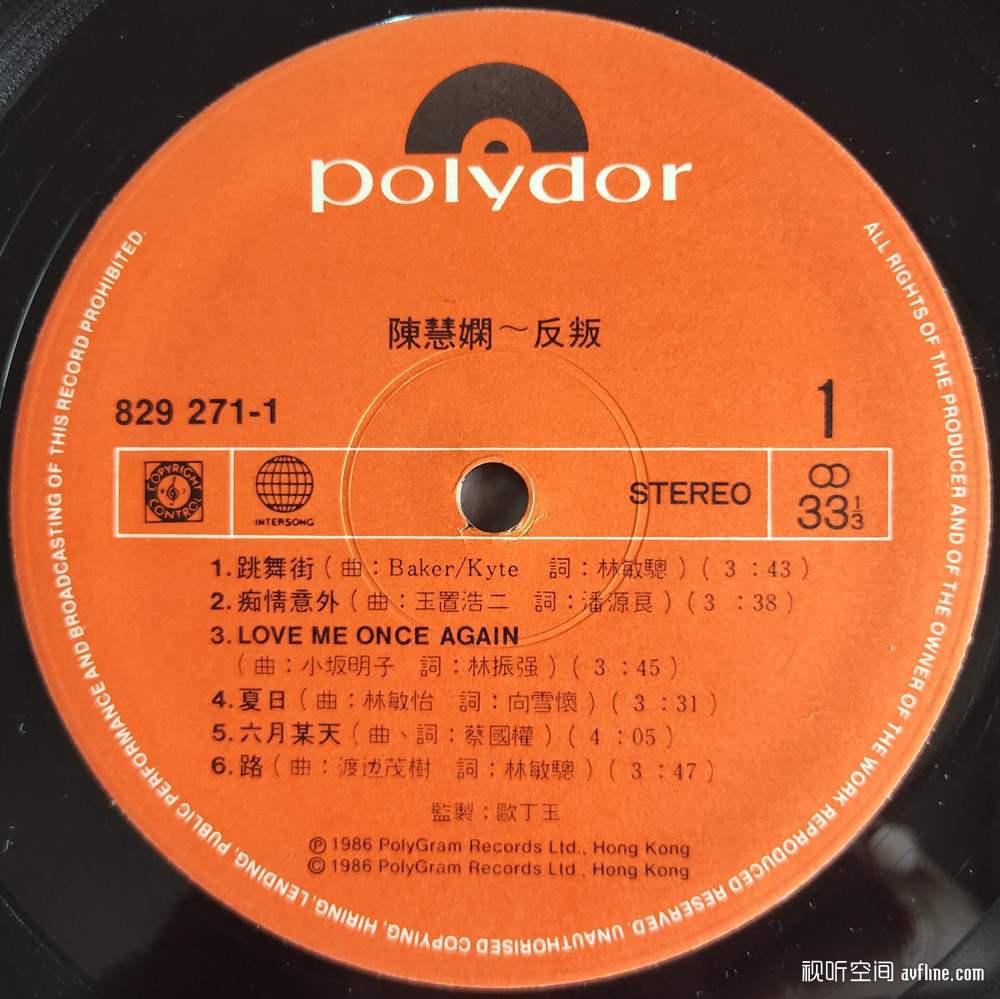 polydor
陳慧嫻～反叛
829 271-1
1
COPYRIGHT CONTROL
INTERSONG
STEREO
33 1/3
1.跳舞街（曲：Baker/Kyte 詞：林敏驄）（3：43）
2.痴情意外（曲：玉置浩二 詞：潘源良）（3：38）
3.LOVE ME ONCE AGAIN
（曲：小坂明子 詞：林振强）（3：45）
4.夏日（曲：林敏怡 詞：向雪懷）（3：31）
5.六月某天（曲、詞：蔡國權）（4：05）
6.路（曲：渡边茂樹 詞：林敏驄）（3：47）
監製：歐丁玉
Ⓟ 1986 PolyGram Records Ltd., Hong Kong
© 1986 PolyGram Records Ltd., Hong Kong
ALL RIGHTS OF THE PRODUCER AND OF THE OWNER OF THE WORK REPRODUCED RESERVED. UNAUTHORISED COPYING, HIRING, LENDING, PUBLIC PERFORMANCE AND BROADCASTING OF THIS RECORD PROHIBITED.
视听空间 avfline.com